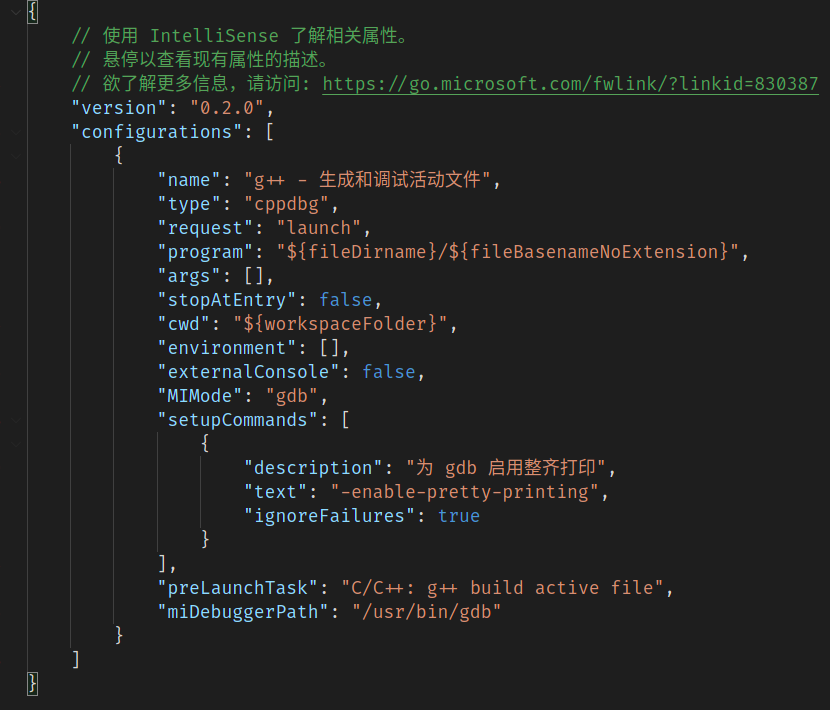 {
// 使用 IntelliSense 了解相关属性。
// 悬停以查看现有属性的描述。
// 欲了解更多信息，请访问: https://go.microsoft.com/fwlink/?linkid=830387
"version": "0.2.0",
"configurations": [
{
"name": "g++ - 生成和调试活动文件",
"type": "cppdbg",
"request": "launch",
"program": "${fileDirname}/${fileBasenameNoExtension}",
"args": [],
"stopAtEntry": false,
"cwd": "${workspaceFolder}",
"environment": [],
"externalConsole": false,
"MIMode": "gdb",
"setupCommands": [
{
"description": "为 gdb 启用整齐打印",
"text": "-enable-pretty-printing",
"ignoreFailures": true
}
],
"preLaunchTask": "C/C++: g++ build active file",
"miDebuggerPath": "/usr/bin/gdb"
}
]
}